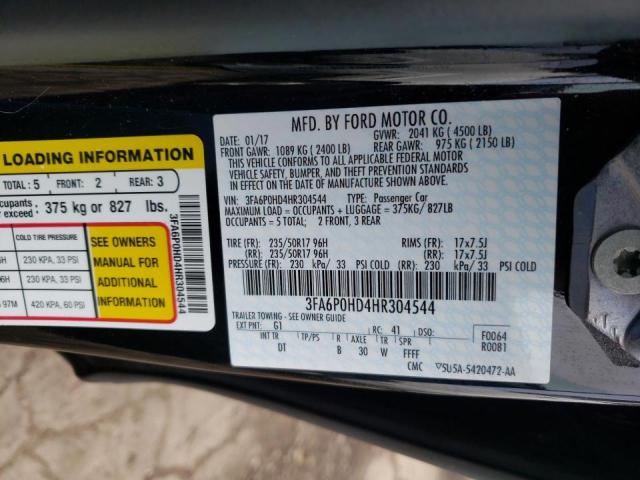 LOADING INFORMATION
TOTAL: 5 FRONT: 2 REAR: 3
exceed: 375 kg or 827 lbs.
COLD TIRE PRESSURE
230 KPA, 33 PSI
230 KPA, 33 PSI
97M 420 KPA, 60 PSI
SEE OWNERS
MANUAL FOR
ADDITIONAL
INFORMATION
3FA6P0HD4HR304544
MFD. BY FORD MOTOR CO.
01/17 GVWR: 2041 KG (4500 LB)
FRONT GAWR: 1089 KG (2400 LB) REAR GAWR: 975 KG (2150 LB)
THIS VEHICLE CONFORMS TO ALL APPLICABLE FEDERAL MOTOR
VEHICLE SAFETY, BUMPER, AND THEFT PREVENTION STANDARDS
IN EFFECT ON THE DATE OF MANUFACTURE SHOWN ABOVE.
VIN: 3FA6P0HD4HR304544 TYPE: Passenger Car
MAXIMUM LOAD = OCCUPANTS + LUGGAGE = 375KG/ 827LB
OCCUPANTS = 5 TOTAL; 2 FRONT, 3 REAR
TIRE (FR): 235/50R17 96H RIMS (FR): 17x7.5J
(RR): 235/50R17 96H (RR): 17x7.5J
PRESSURE (FR): 230 kPa/ 33 PSI COLD (RR): 230 kPa/ 33 PSI COLD
3FA6P0HD4HR304544
TRAILER TOWING - SEE OWNER GUIDE
EXT PNT: G1 RC: 41 DSO: F0064
INT TR TP/PS R AXLE TR SPR R0081
DT B 30 W FFFF
CMC SU5A-5420472-AA